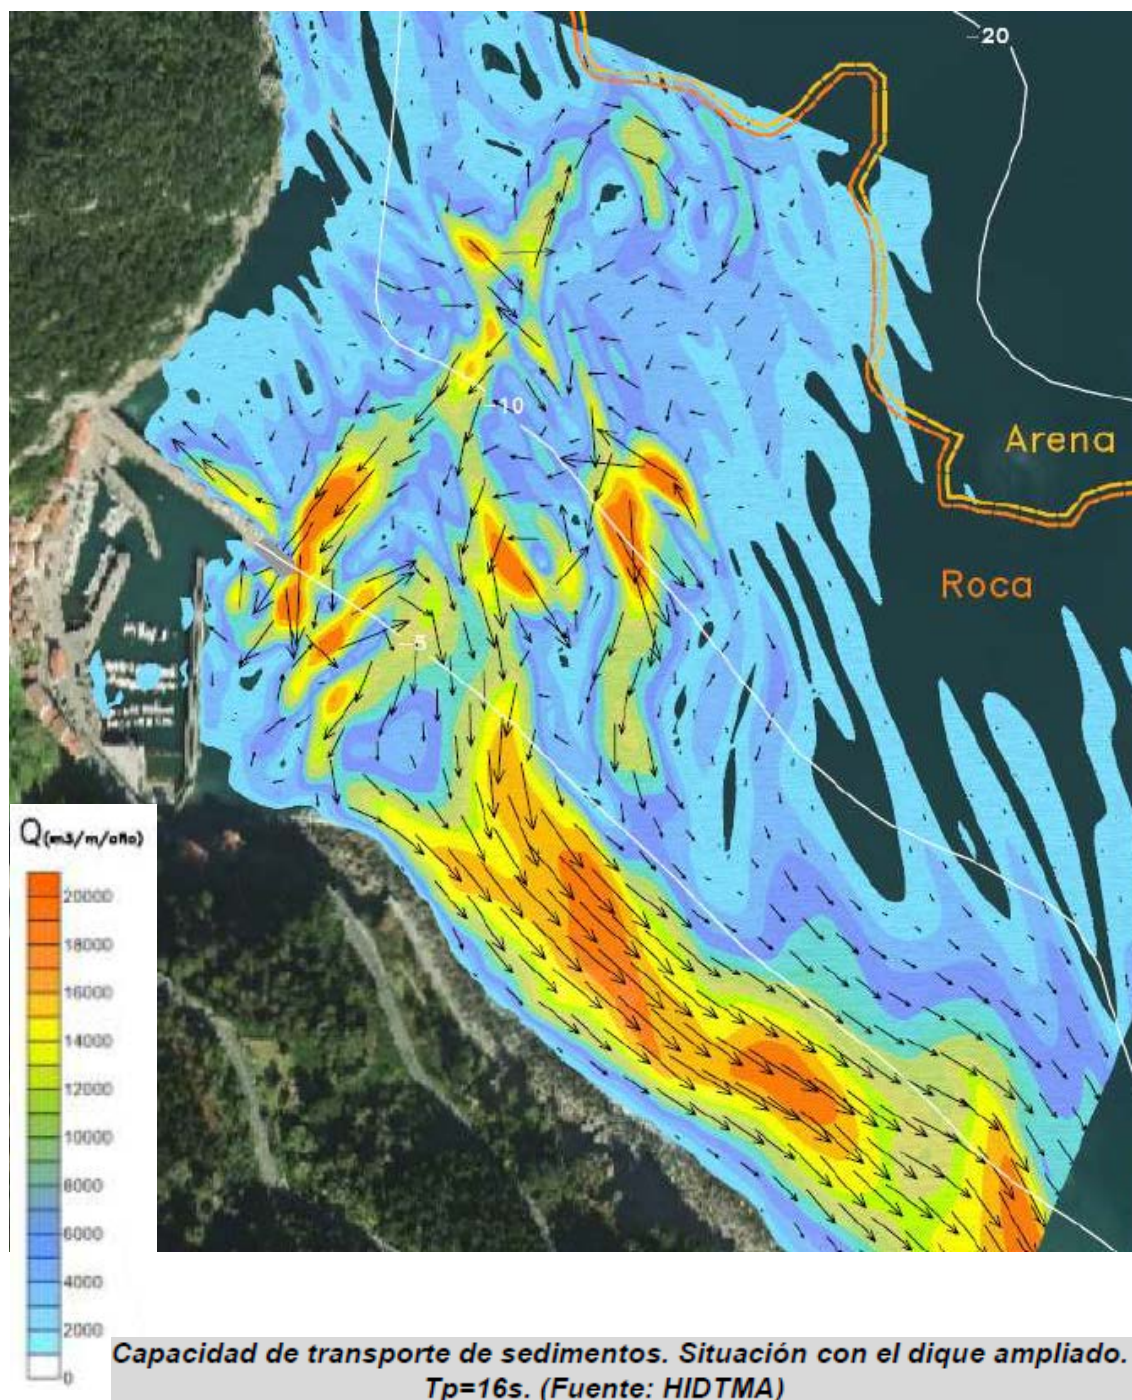 -20
-10
Arena
Roca
-5
Q(m3/m/año)
20000
18000
16000
14000
12000
10000
8000
6000
4000
2000
0
Capacidad de transporte de sedimentos. Situación con el dique ampliado.
Tp=16s. (Fuente: HIDTMA)